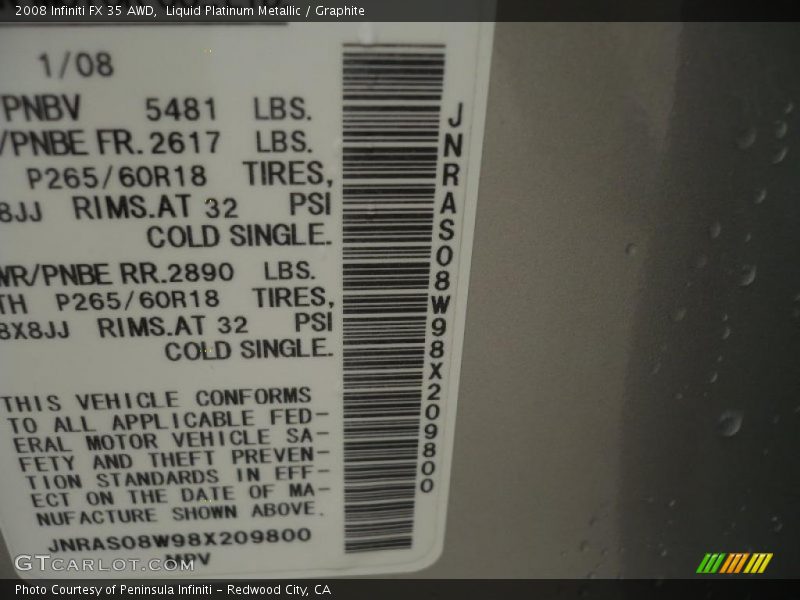 2008 Infiniti FX 35 AWD,  Liquid Platinum Metallic / Graphite
1/08
/PNBV 5481 LBS.
/PNBE FR. 2617 LBS.
P265/60R18 TIRES,
8JJ RIMS.AT 32 PSI
COLD SINGLE.
WR/PNBE RR. 2890 LBS.
TH P265/60R18 TIRES,
8X8JJ RIMS.AT 32 PSI
COLD SINGLE.
THIS VEHICLE CONFORMS
TO ALL APPLICABLE FED-
ERAL MOTOR VEHICLE SA-
FETY AND THEFT PREVEN-
TION STANDARDS IN EFF-
ECT ON THE DATE OF MA-
NUFACTURE SHOWN ABOVE.
JNRAS08W98X209800
MPV
JNRAS08W98X209800
GTCarLot.com
Photo Courtesy of Peninsula Infiniti - Redwood City, CA